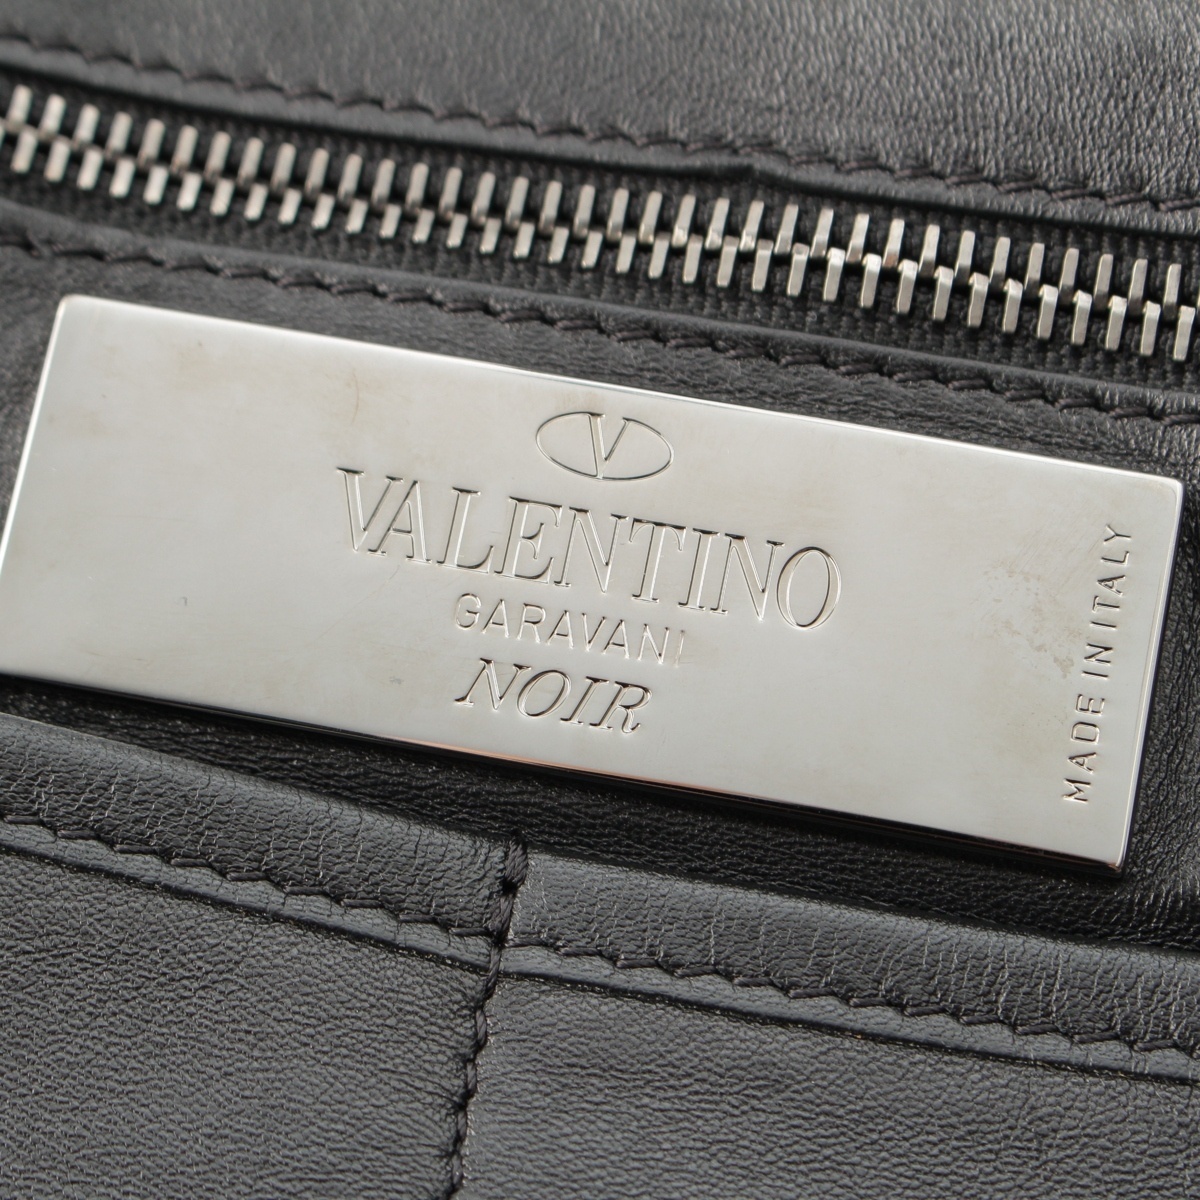 V
VALENTINO
GARAVANI
NOIR
MADE IN ITALY